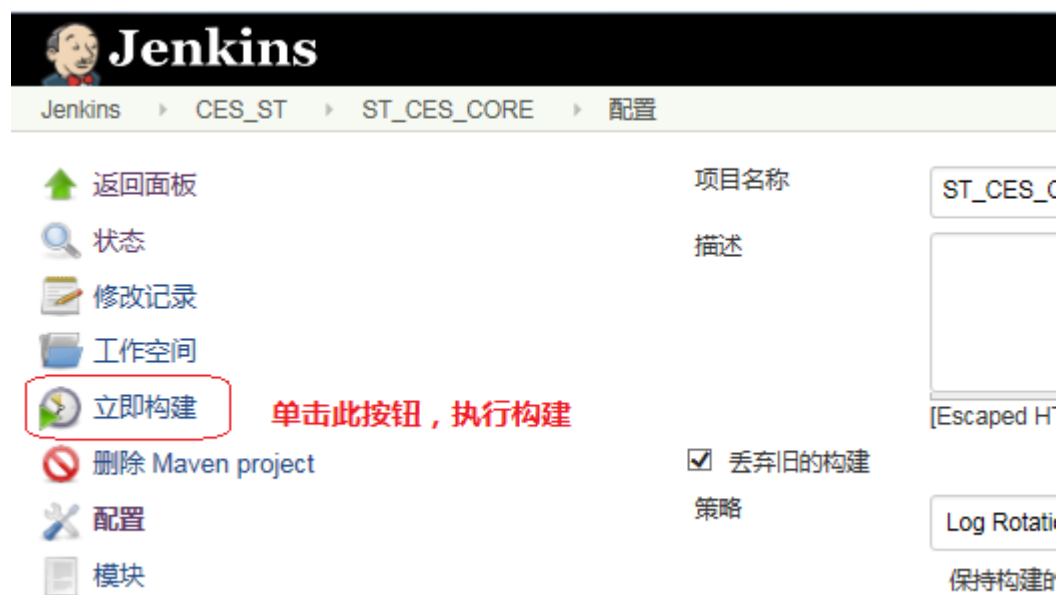 Jenkins
Jenkins CES_ST ST_CES_CORE 配置
返回面板
状态
修改记录
工作空间
立即构建
单击此按钮，执行构建
删除 Maven project
配置
模块
项目名称
ST_CES_
描述
[Escaped HT
丢弃旧的构建
策略
Log Rotati
保持构建的